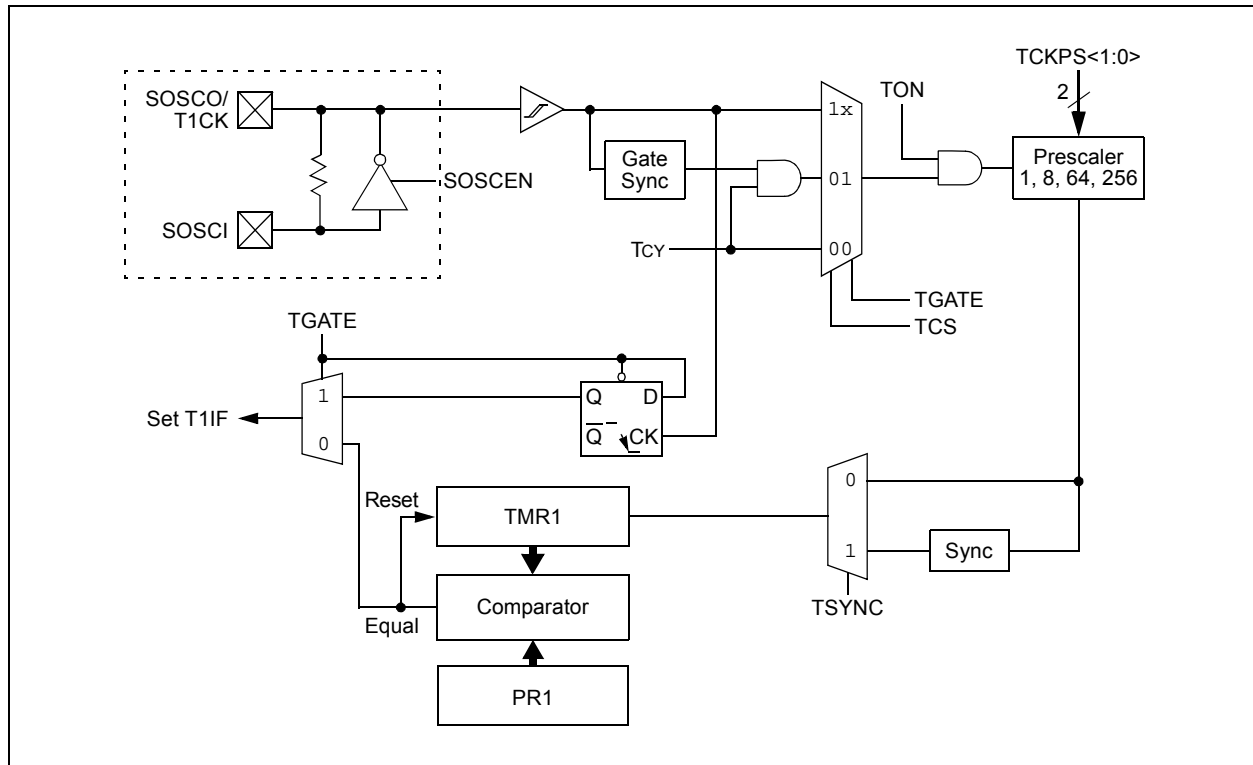 TCKPS<1:0>
2
SOSCO/
T1CK
TON
1x
Prescaler
1, 8, 64, 256
Gate
Sync
01
SOSCEN
SOSCI
TCY
00
TGATE
TCS
TGATE
1
Q
D
Set T1IF
Q̅
CK
0
0
Reset
TMR1
1
Sync
Comparator
TSYNC
Equal
PR1